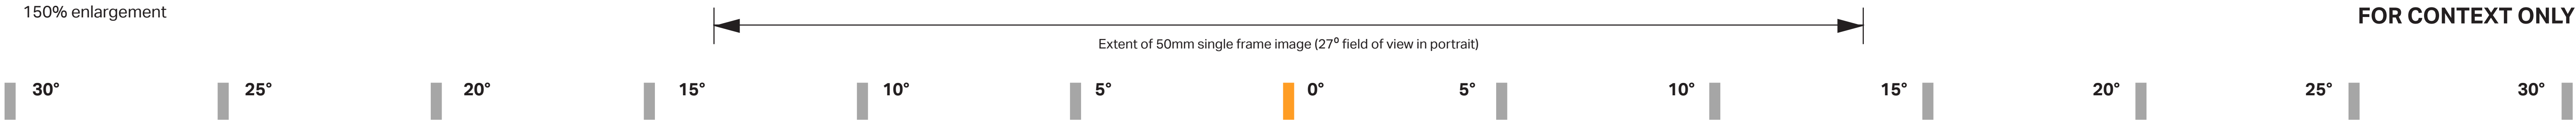 150% enlargement
FOR CONTEXT ONLY
Extent of 50mm single frame image (27⁰ field of view in portrait)
30° 25° 20° 15° 10° 5° 0° 5° 10° 15° 20° 25° 30°